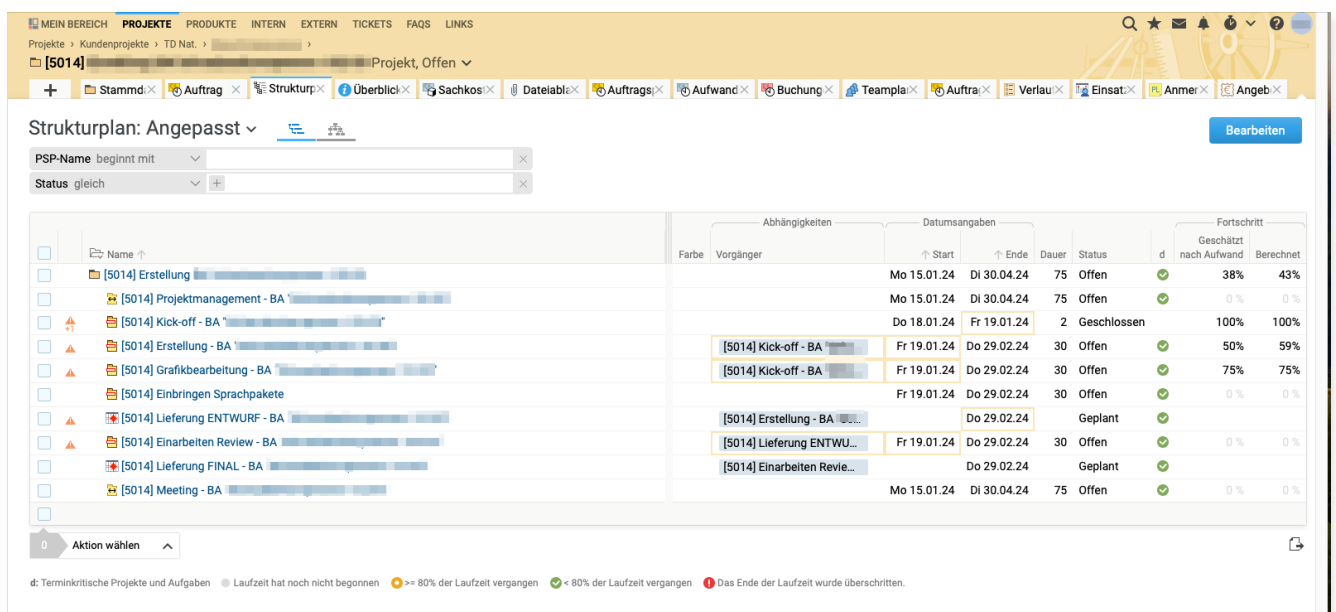 MEIN BEREICH PROJEKTE PRODUKTE INTERN EXTERN TICKETS FAQS LINKS
Projekte › Kundenprojekte › TD Nat. › ›
[5014] Projekt, Offen
+ Stammd Auftrag Strukturp Überblick Sachkost Dateiabla Auftrags Aufwand Buchung Teampla Auftra Verlau Einsat Anmer Angeb
Strukturplan: Angepasst
Bearbeiten
PSP-Name beginnt mit
Status gleich +
Abhängigkeiten Datumsangaben Fortschritt
Geschätzt
Name ↑ Farbe Vorgänger ↑ Start ↑ Ende Dauer Status d nach Aufwand Berechnet
[5014] Erstellung Mo 15.01.24 Di 30.04.24 75 Offen 38% 43%
[5014] Projektmanagement - BA " Mo 15.01.24 Di 30.04.24 75 Offen 0 % 0 %
+1 [5014] Kick-off - BA " " Do 18.01.24 Fr 19.01.24 2 Geschlossen 100% 100%
[5014] Erstellung - BA [5014] Kick-off - BA Fr 19.01.24 Do 29.02.24 30 Offen 50% 59%
[5014] Grafikbearbeitung - BA " [5014] Kick-off - BA Fr 19.01.24 Do 29.02.24 30 Offen 75% 75%
[5014] Einbringen Sprachpakete Fr 19.01.24 Do 29.02.24 30 Offen 0 % 0 %
[5014] Lieferung ENTWURF - BA [5014] Erstellung - BA Do 29.02.24 Geplant
[5014] Einarbeiten Review - BA [5014] Lieferung ENTWU... Fr 19.01.24 Do 29.02.24 30 Offen 0 % 0 %
[5014] Lieferung FINAL - BA [5014] Einarbeiten Revie... Do 29.02.24 Geplant
[5014] Meeting - BA Mo 15.01.24 Di 30.04.24 75 Offen 0 % 0 %
0 Aktion wählen
d: Terminkritische Projekte und Aufgaben Laufzeit hat noch nicht begonnen >= 80% der Laufzeit vergangen < 80% der Laufzeit vergangen Das Ende der Laufzeit wurde überschritten.